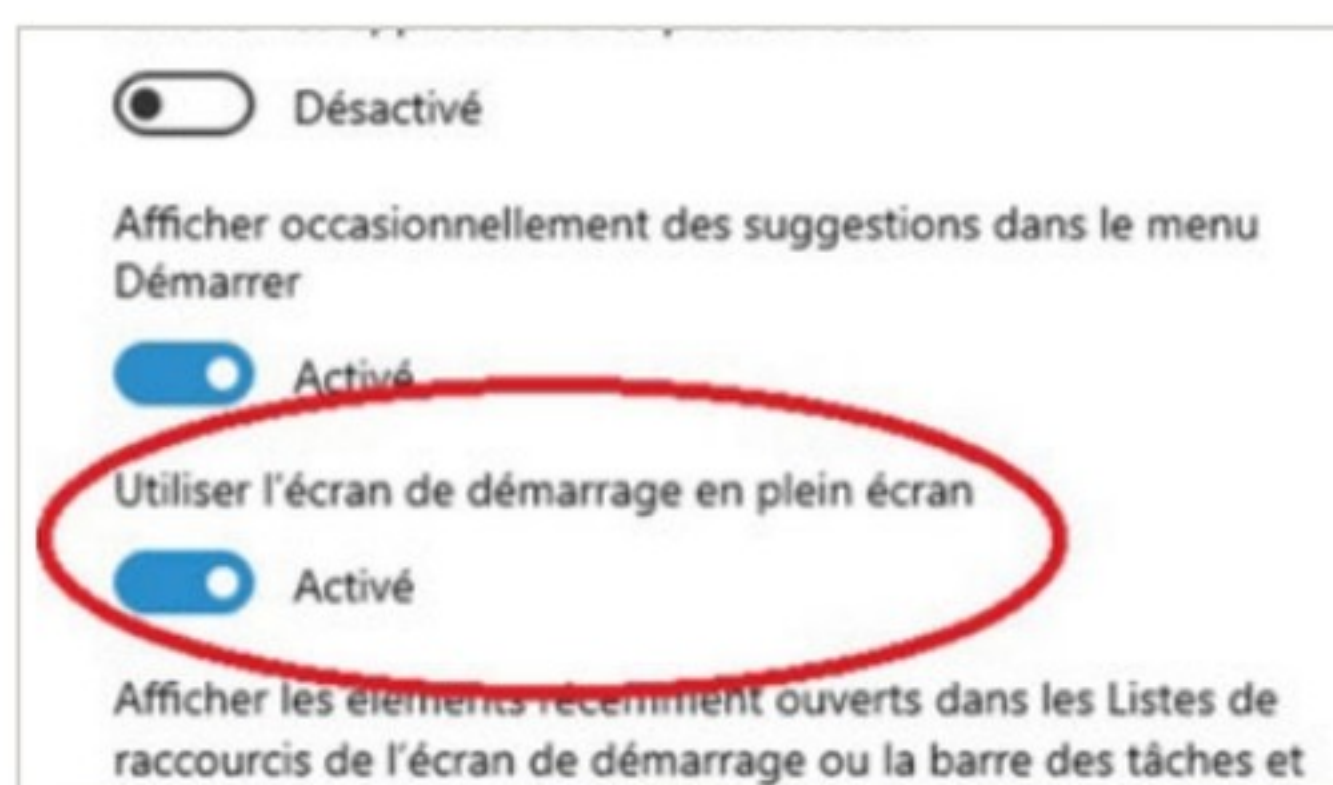 Désactivé
Afficher occasionnellement des suggestions dans le menu
Démarrer
Activé
Utiliser l'écran de démarrage en plein écran
Activé
Afficher les éléments récemment ouverts dans les Listes de
raccourcis de l'écran de démarrage ou la barre des tâches et